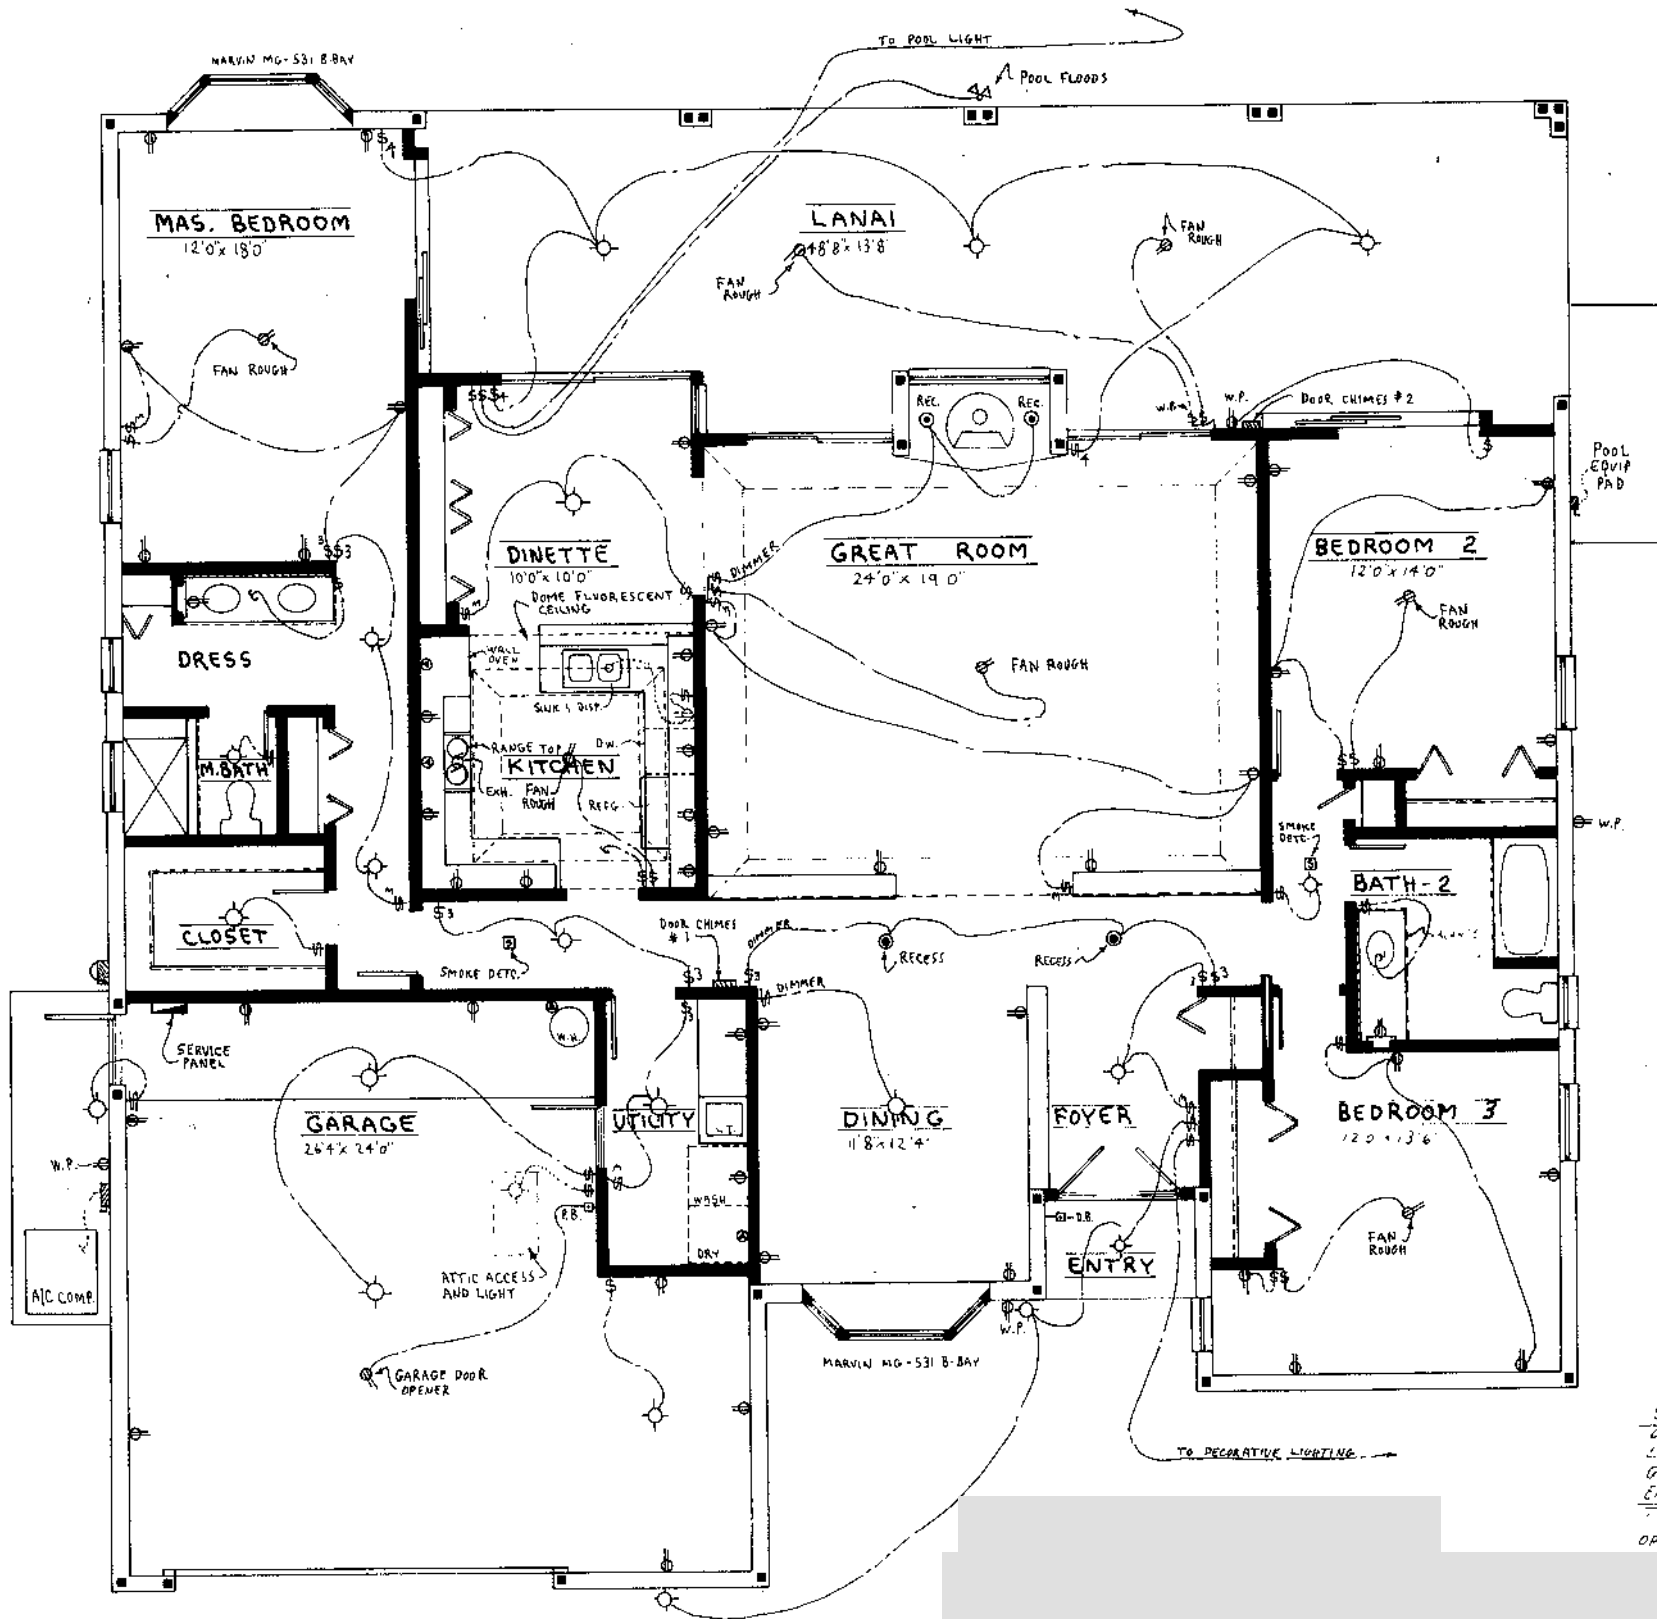 TO POOL LIGHT
MARVIN MG-531 B-BAY
POOL FLOODS
MAS. BEDROOM
12'0"x 18'0"
LANAI
48'8"x 13'8"
FAN
ROUGH
FAN
ROUGH
FAN ROUGH
REC.
REC.
W.P.
W.P.
DOOR CHIMES #2
POOL
EQUIP
PAD
DINETTE
10'0"x 10'0"
DIMMER
GREAT ROOM
24'0"x 19'0"
BEDROOM 2
12'0"x 14'0"
DOME FLUORESCENT
CEILING
FAN
ROUGH
DRESS
WALL
OVEN
FAN ROUGH
SINK & DISP.
RANGE TOP
D.W.
KITCHEN
M.BATH
EXH.
FAN
ROUGH
REFG.
SMOKE
DETC.
W.P.
BATH-2
CLOSET
DOOR CHIMES
#1
DIMMER
SMOKE DETC.
RECESS
RECESS
DIMMER
W.H.
SERVICE
PANEL
GARAGE
26'4"x 24'0"
UTILITY
L.T.
DINING
11'8"x 12'4"
FOYER
BEDROOM 3
12'0"x 13'6"
W.P.
WASH
P.B.
D.B.
DRY
ENTRY
FAN
ROUGH
A/C COMP.
ATTIC ACCESS
AND LIGHT
W.P.
MARVIN MG-531 B-BAY
GARAGE DOOR
OPENER
TO DECORATIVE LIGHTING